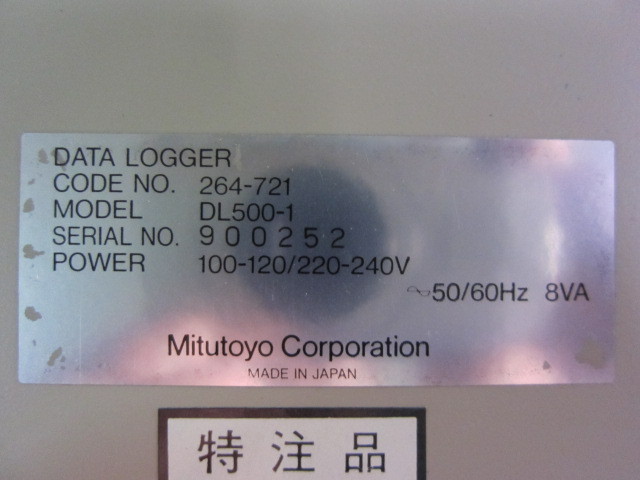 DATA LOGGER
CODE NO. 264-721
MODEL DL500-1
SERIAL NO. 900252
POWER 100-120/220-240V
~50/60Hz 8VA
Mitutoyo Corporation
MADE IN JAPAN
特注品